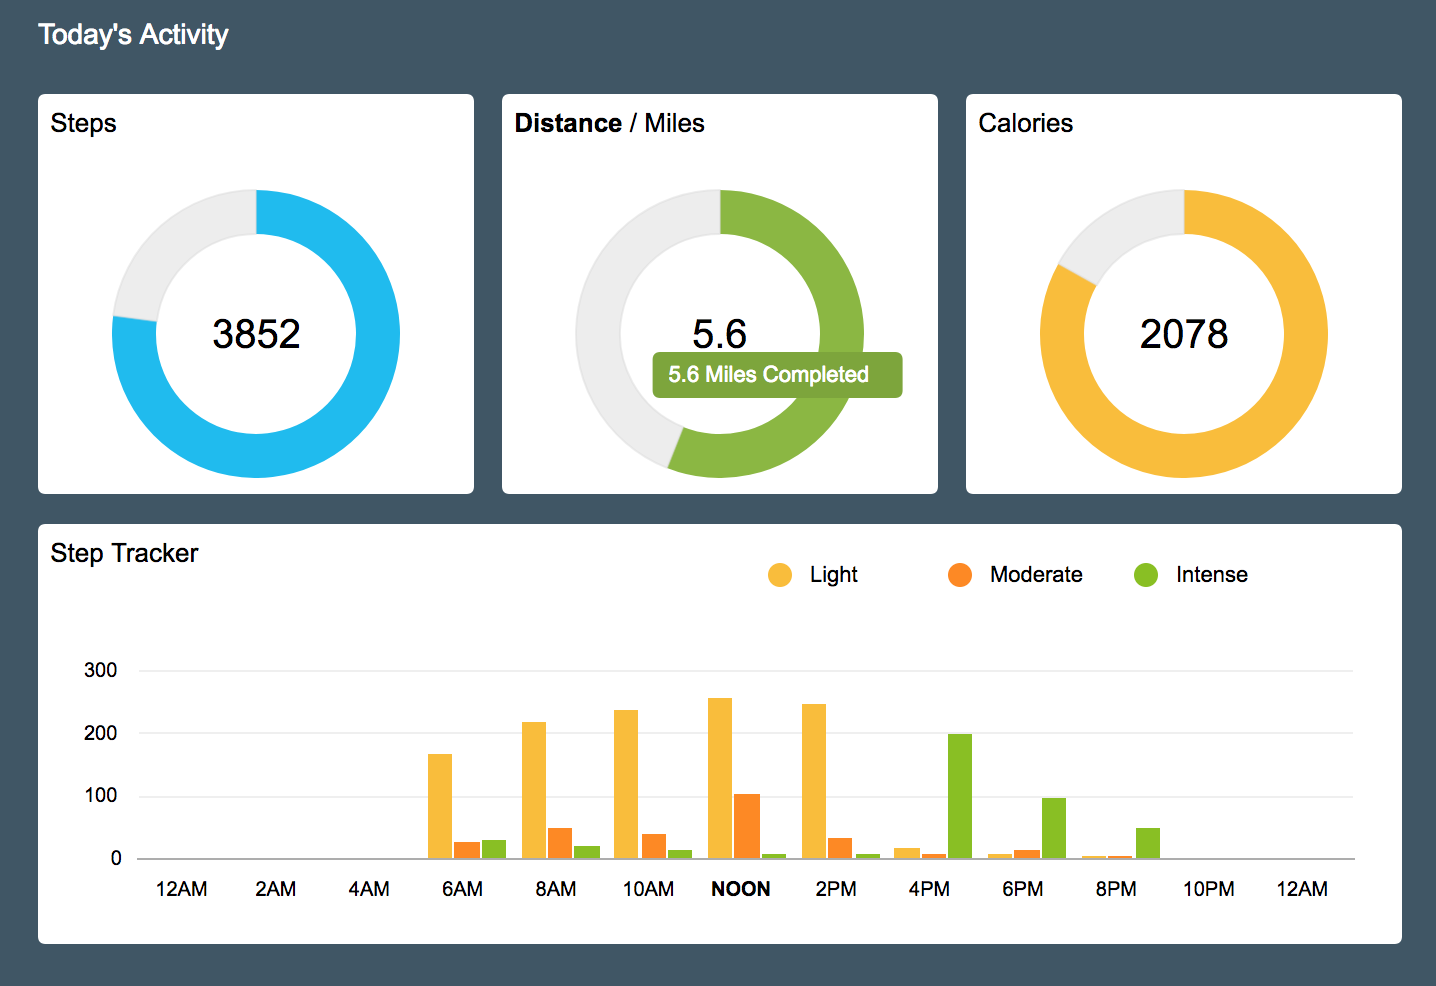 Today's Activity
Steps
Distance / Miles
Calories
3852
5.6
2078
5.6 Miles Completed
Step Tracker
Light
Moderate
Intense
300
200
100
0
12AM 2AM 4AM 6AM 8AM 10AM NOON 2PM 4PM 6PM 8PM 10PM 12AM